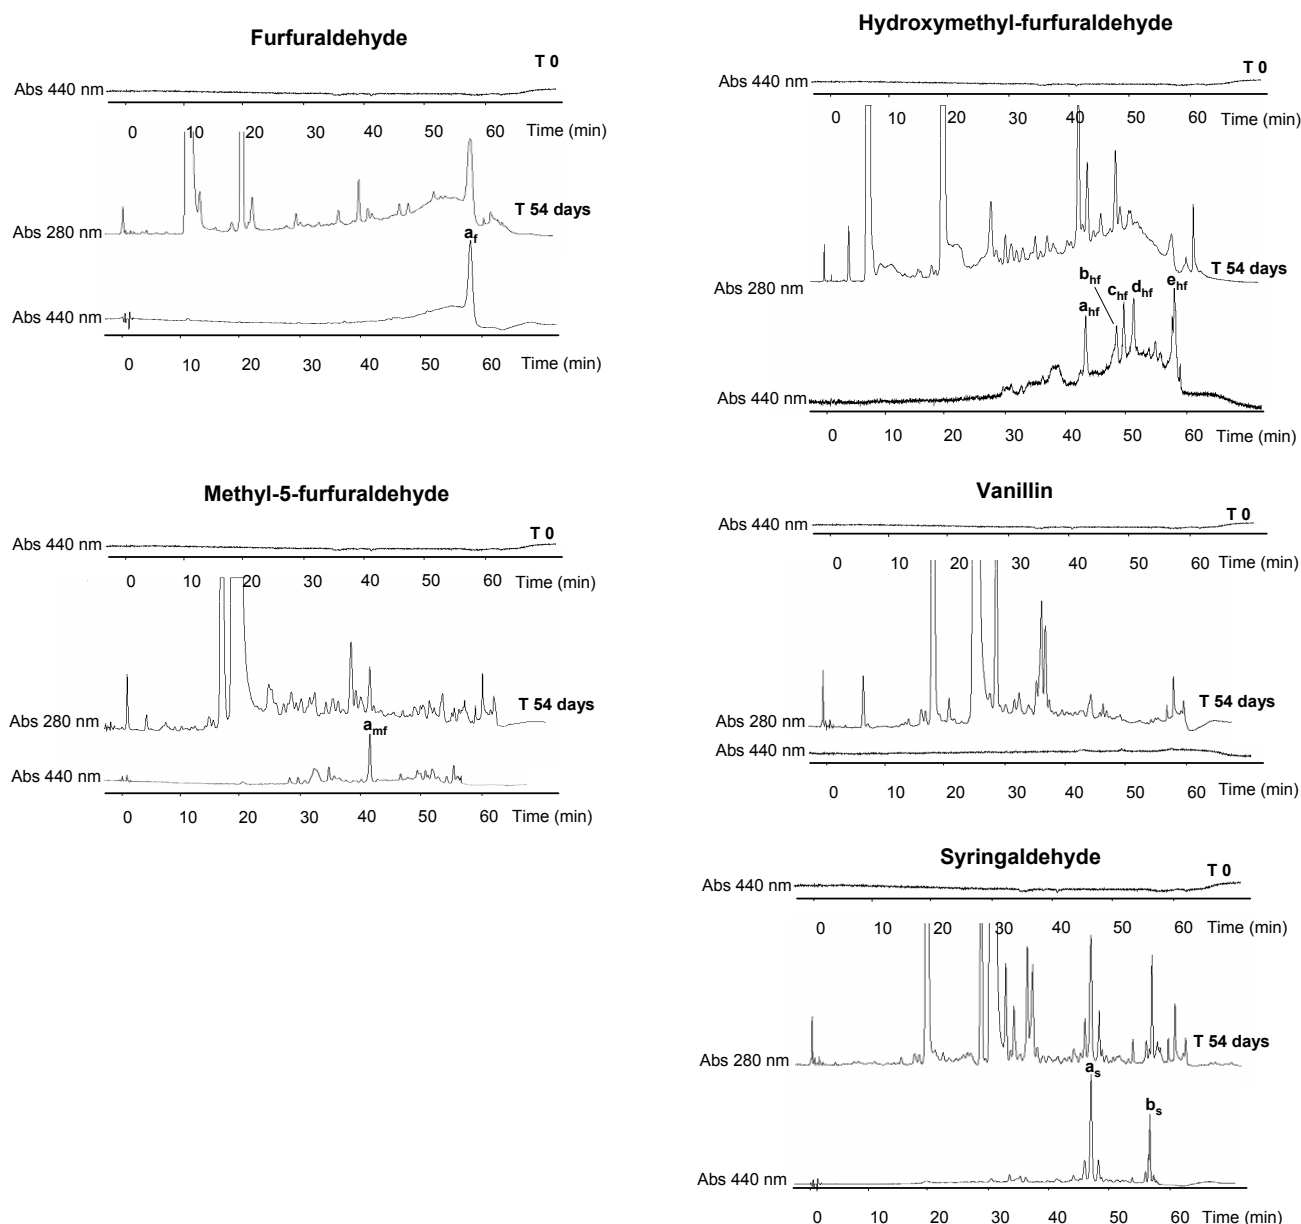 Furfuraldehyde
T 0
Abs 440 nm
0 10 20 30 40 50 60 Time (min)
T 54 days
Abs 280 nm
af
Abs 440 nm
0 10 20 30 40 50 60 Time (min)
Hydroxymethyl-furfuraldehyde
T 0
Abs 440 nm
0 10 20 30 40 50 60 Time (min)
T 54 days
Abs 280 nm
ahf bhf chf dhf ehf
Abs 440 nm
0 10 20 30 40 50 60 Time (min)
Methyl-5-furfuraldehyde
T 0
Abs 440 nm
0 10 20 30 40 50 60 Time (min)
T 54 days
Abs 280 nm
amf
Abs 440 nm
0 10 20 30 40 50 60 Time (min)
Vanillin
T 0
Abs 440 nm
0 10 20 30 40 50 60 Time (min)
T 54 days
Abs 280 nm
Abs 440 nm
0 10 20 30 40 50 60 Time (min)
Syringaldehyde
T 0
Abs 440 nm
0 10 20 30 40 50 60 Time (min)
T 54 days
Abs 280 nm
as
bs
Abs 440 nm
0 10 20 30 40 50 60 Time (min)